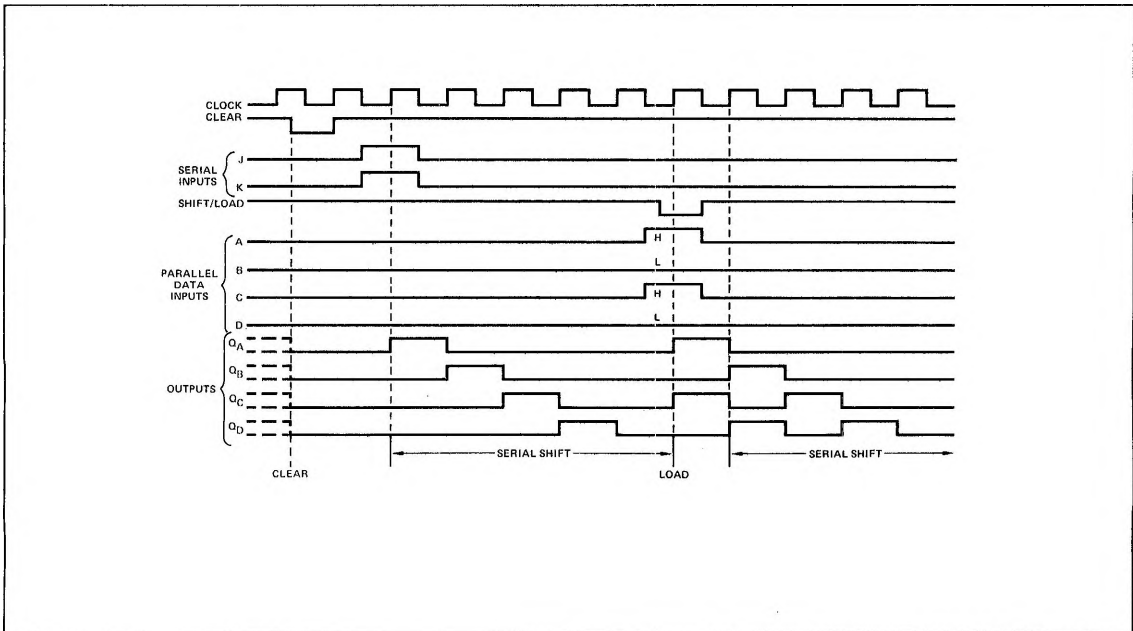 CLOCK
CLEAR
SERIAL
INPUTS
J
K
SHIFT/LOAD
PARALLEL
DATA
INPUTS
A
H
B
L
C
H
D
L
OUTPUTS
QA
QB
QC
QD
SERIAL SHIFT
SERIAL SHIFT
CLEAR
LOAD